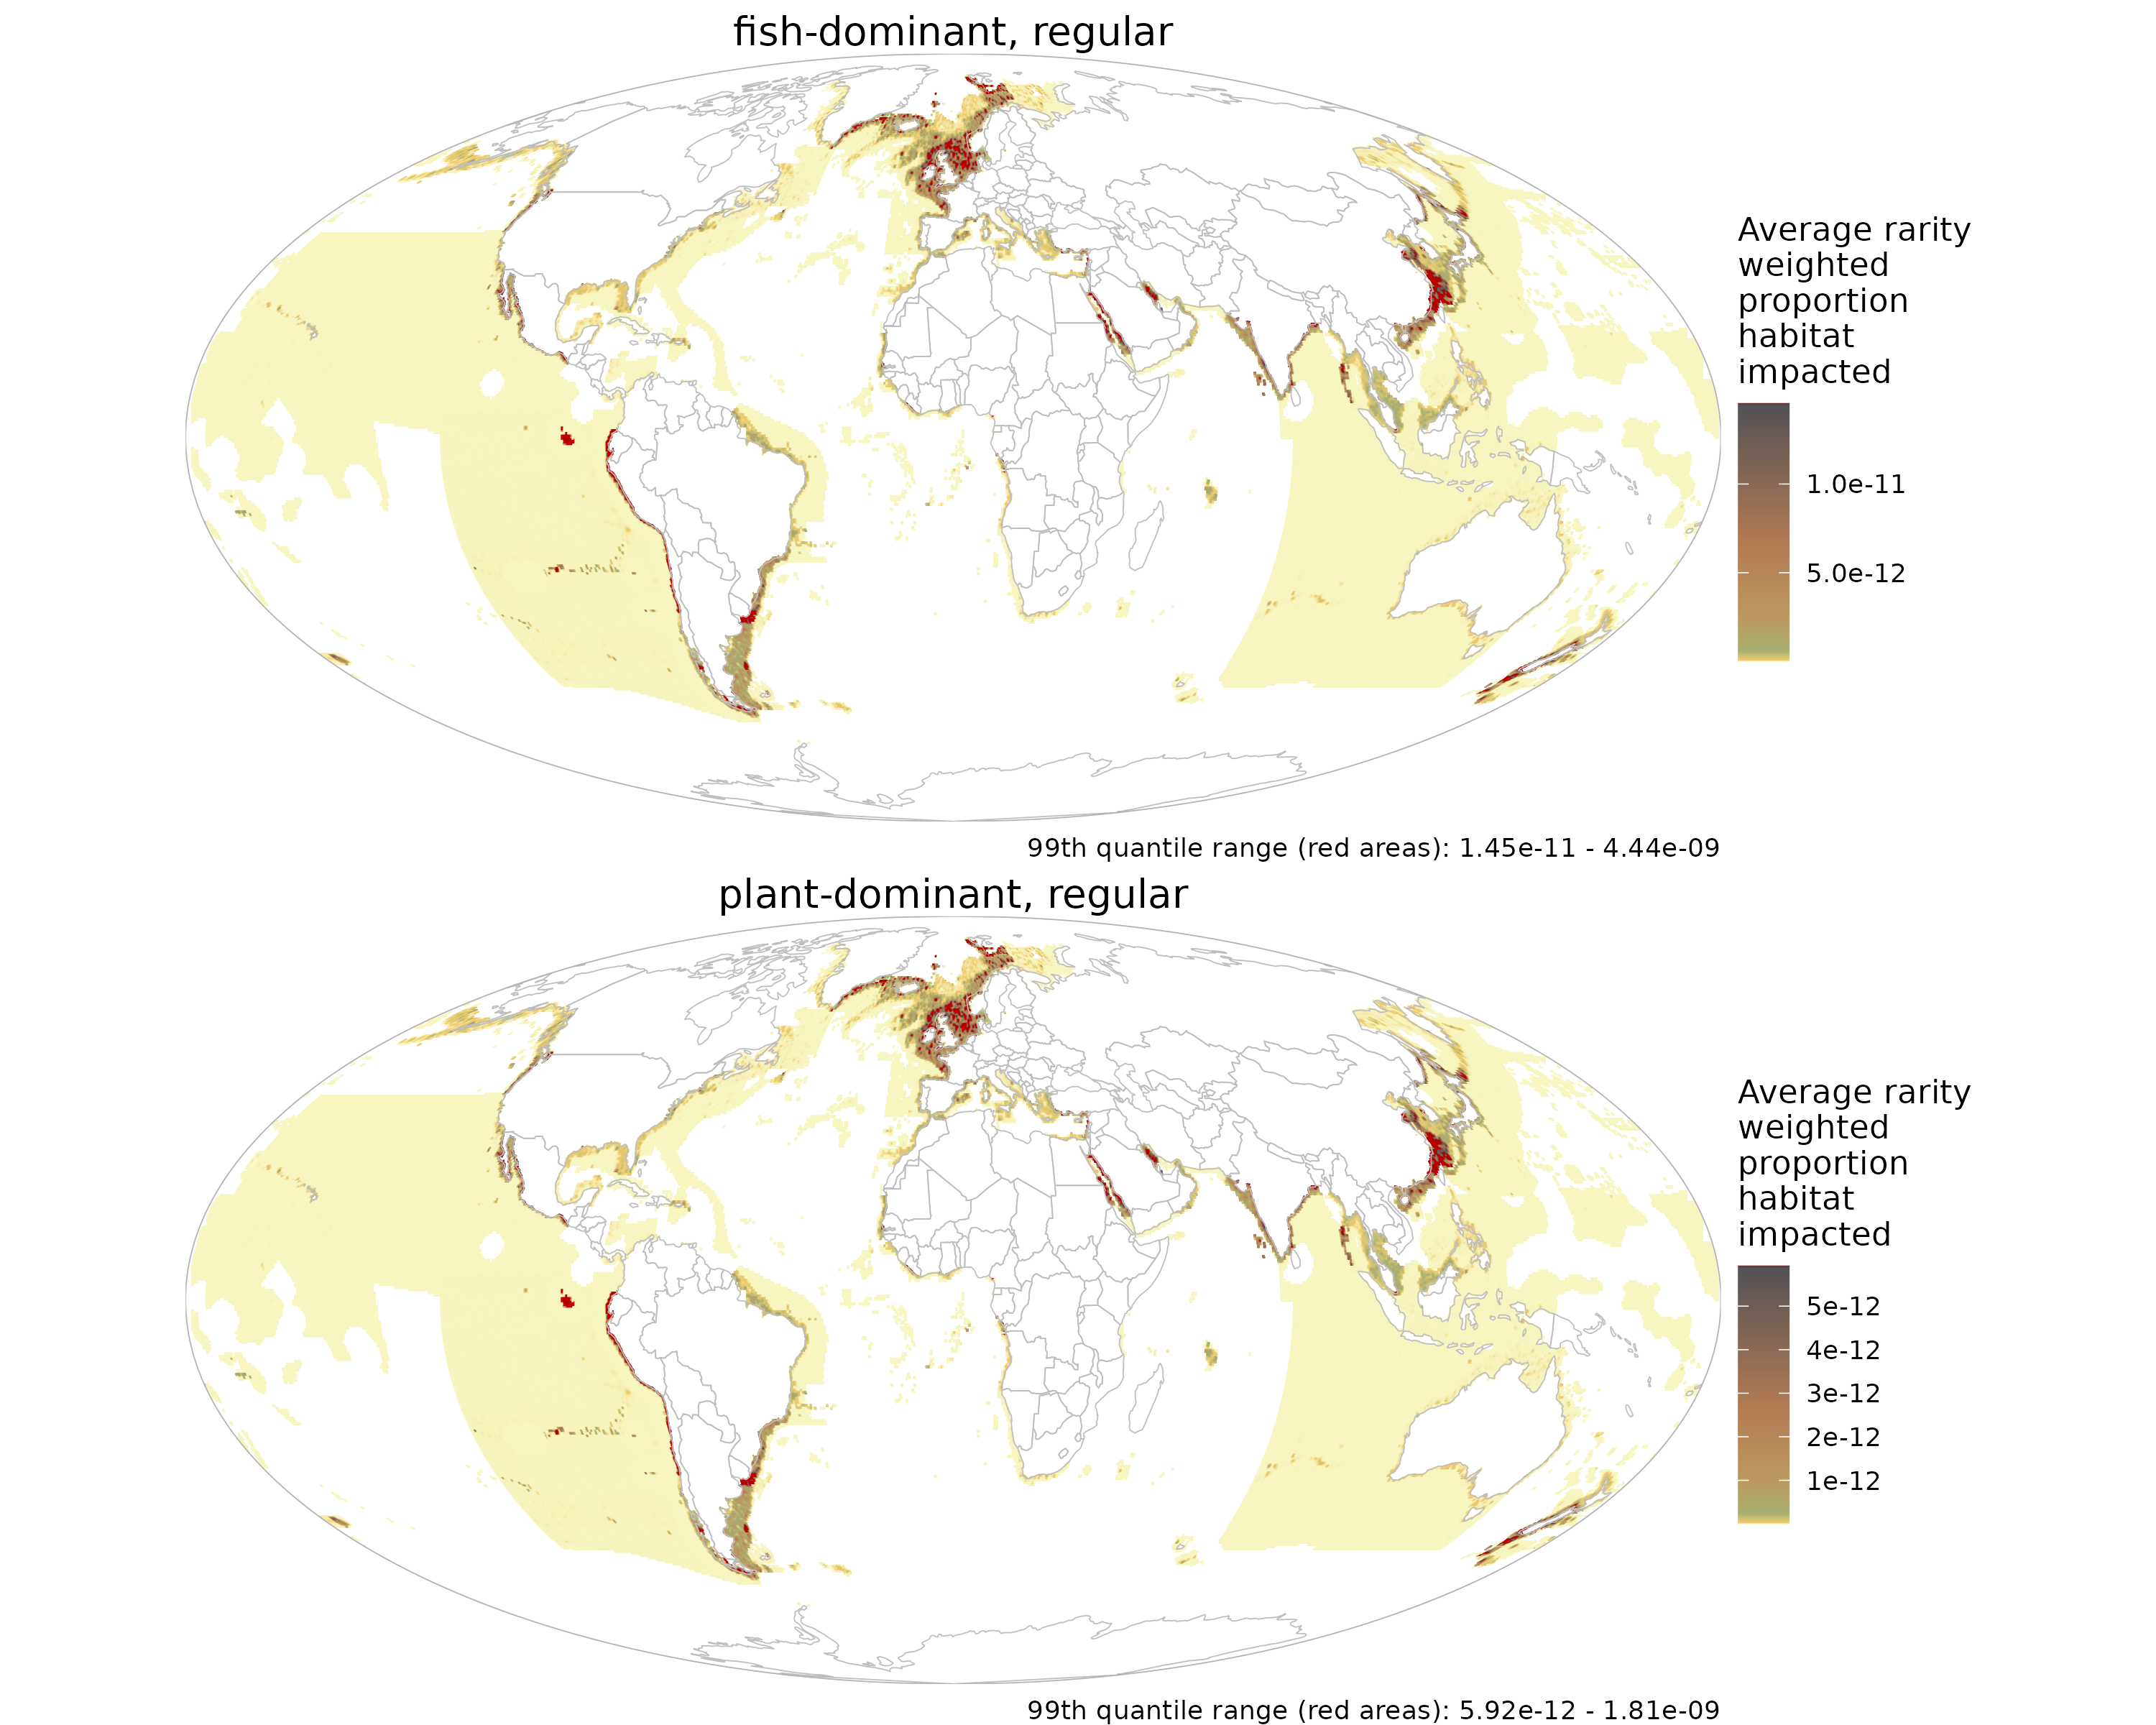 fish-dominant, regular
Average rarity
weighted
proportion
habitat
impacted
1.0e-11
5.0e-12
99th quantile range (red areas): 1.45e-11 - 4.44e-09
plant-dominant, regular
Average rarity
weighted
proportion
habitat
impacted
5e-12
4e-12
3e-12
2e-12
1e-12
99th quantile range (red areas): 5.92e-12 - 1.81e-09